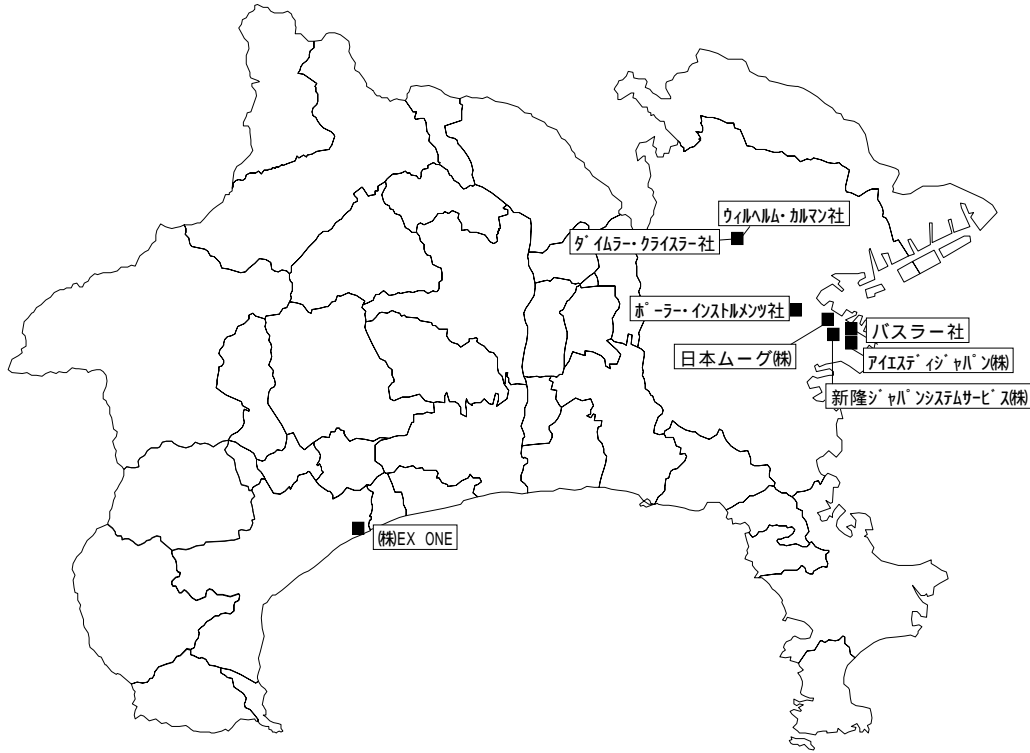 ウィルヘルム・カルマン社
ダイムラー・クライスラー社
ポーラー・インストルメンツ社
バスラー社
日本ムーグ㈱
アイエスディジャパン㈱
新隆ジャパンシステムサービス㈱
㈱EX ONE